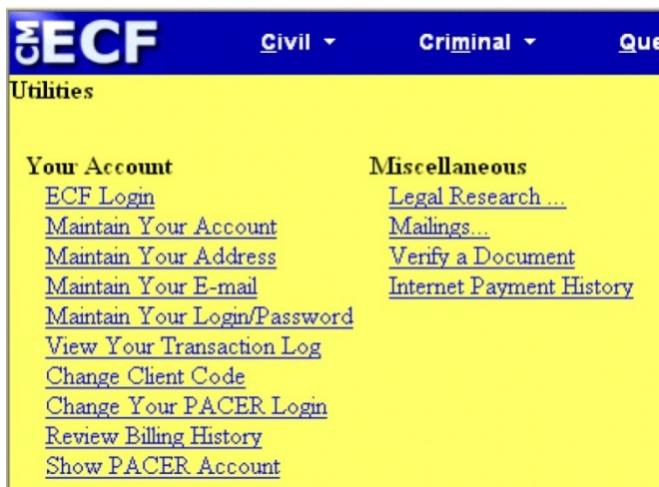 CM ECF Civil Criminal Que
Utilities
Your Account
ECF Login
Maintain Your Account
Maintain Your Address
Maintain Your E-mail
Maintain Your Login/Password
View Your Transaction Log
Change Client Code
Change Your PACER Login
Review Billing History
Show PACER Account
Miscellaneous
Legal Research ...
Mailings...
Verify a Document
Internet Payment History